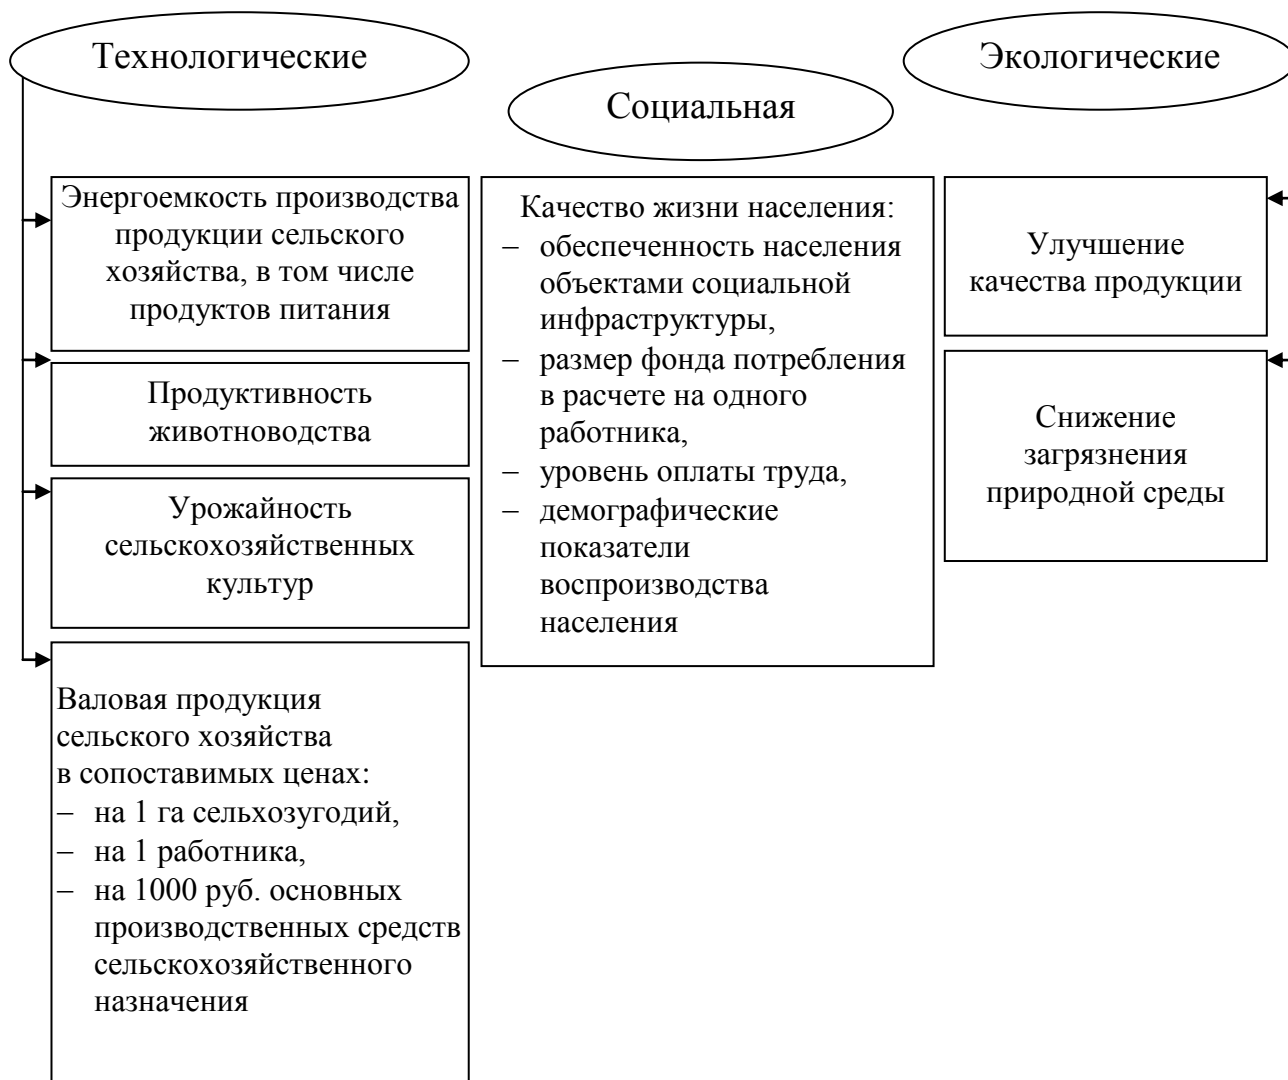 Технологические
Энергоемкость производства
продукции сельского
хозяйства, в том числе
продуктов питания
Продуктивность
животноводства
Урожайность
сельскохозяйственных
культур
Валовая продукция
сельского хозяйства
в сопоставимых ценах:
– на 1 га сельхозугодий,
– на 1 работника,
– на 1000 руб. основных
производственных средств
сельскохозяйственного
назначения
Социальная
Качество жизни населения:
– обеспеченность населения
объектами социальной
инфраструктуры,
– размер фонда потребления
в расчете на одного
работника,
– уровень оплаты труда,
– демографические
показатели
воспроизводства
населения
Экологические
Улучшение
качества продукции
Снижение
загрязнения
природной среды